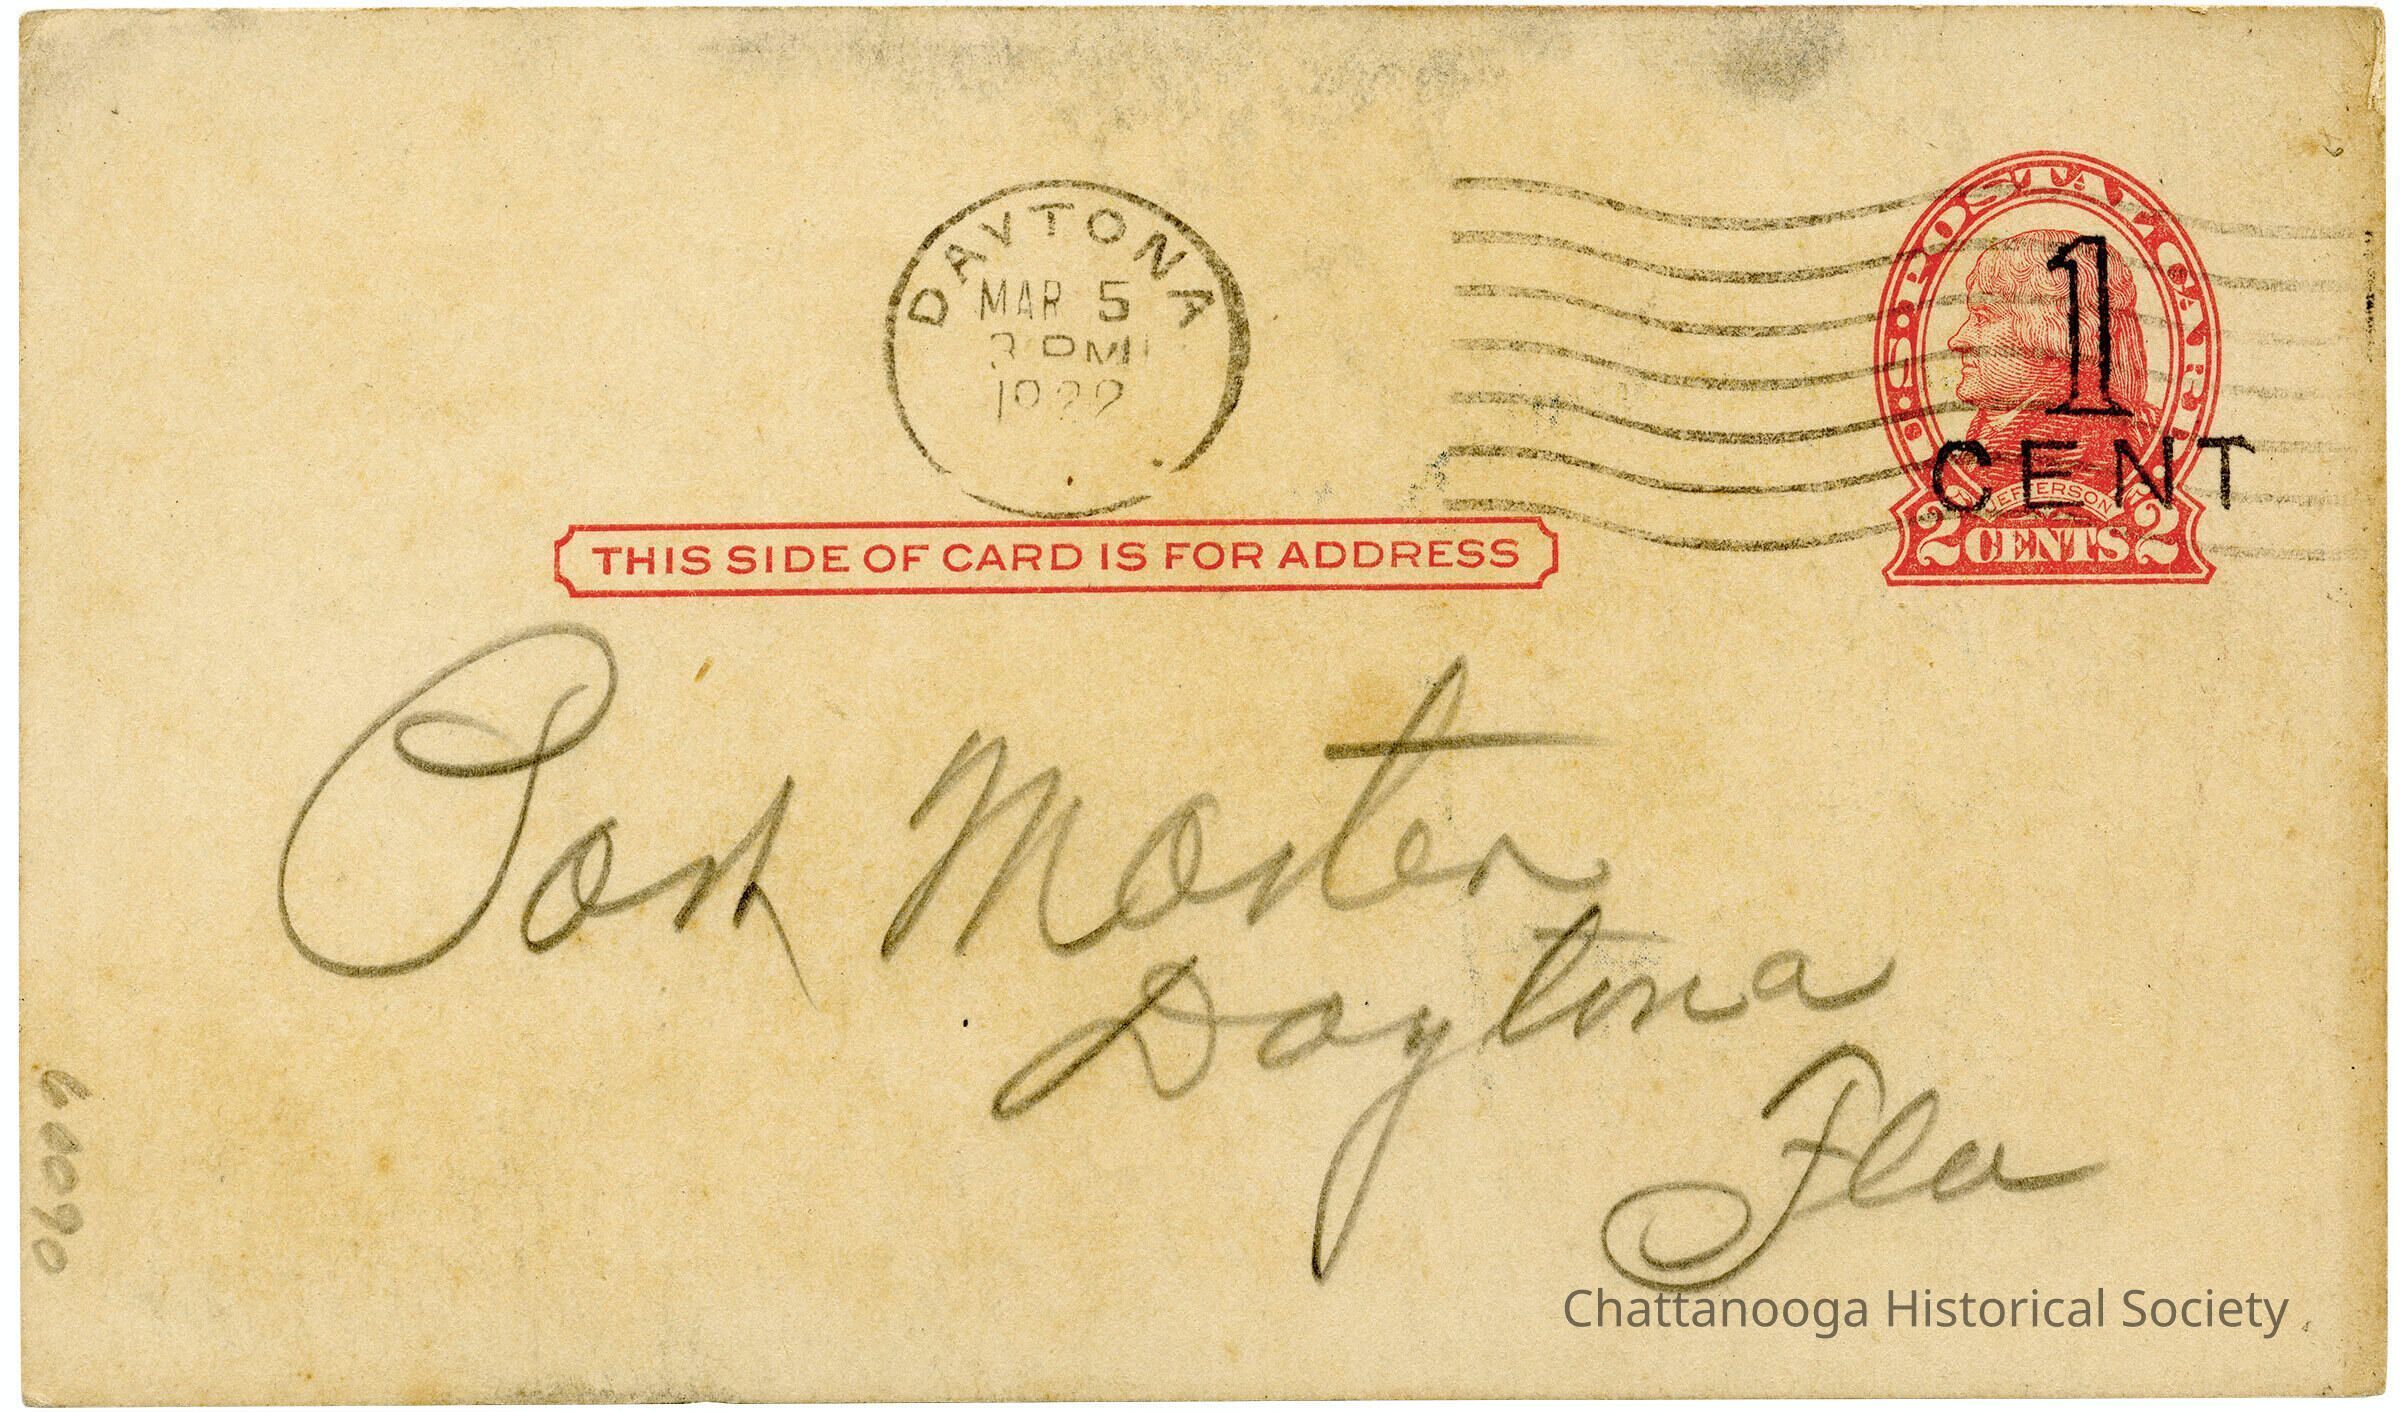 DAYTONA
MAR 5
3 PM
1922
U·S·POSTAL CARD
1
CENT
JEFFERSON
2 CENTS 2
THIS SIDE OF CARD IS FOR ADDRESS
Post Master
Daytona
Fla
60090
Chattanooga Historical Society